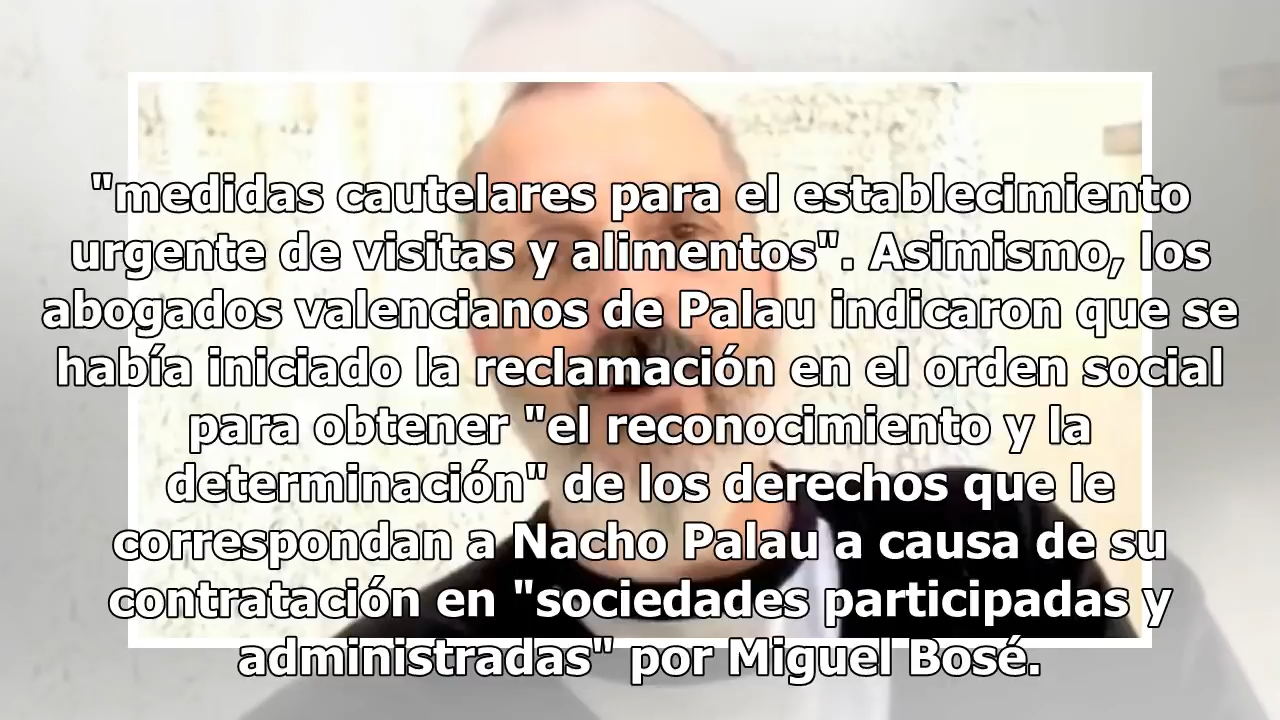 "medidas cautelares para el establecimiento
urgente de visitas y alimentos". Asimismo, los
abogados valencianos de Palau indicaron que se
había iniciado la reclamación en el orden social
para obtener "el reconocimiento y la
determinación" de los derechos que le
correspondan a Nacho Palau a causa de su
contratación en "sociedades participadas y
administradas" por Miguel Bosé.